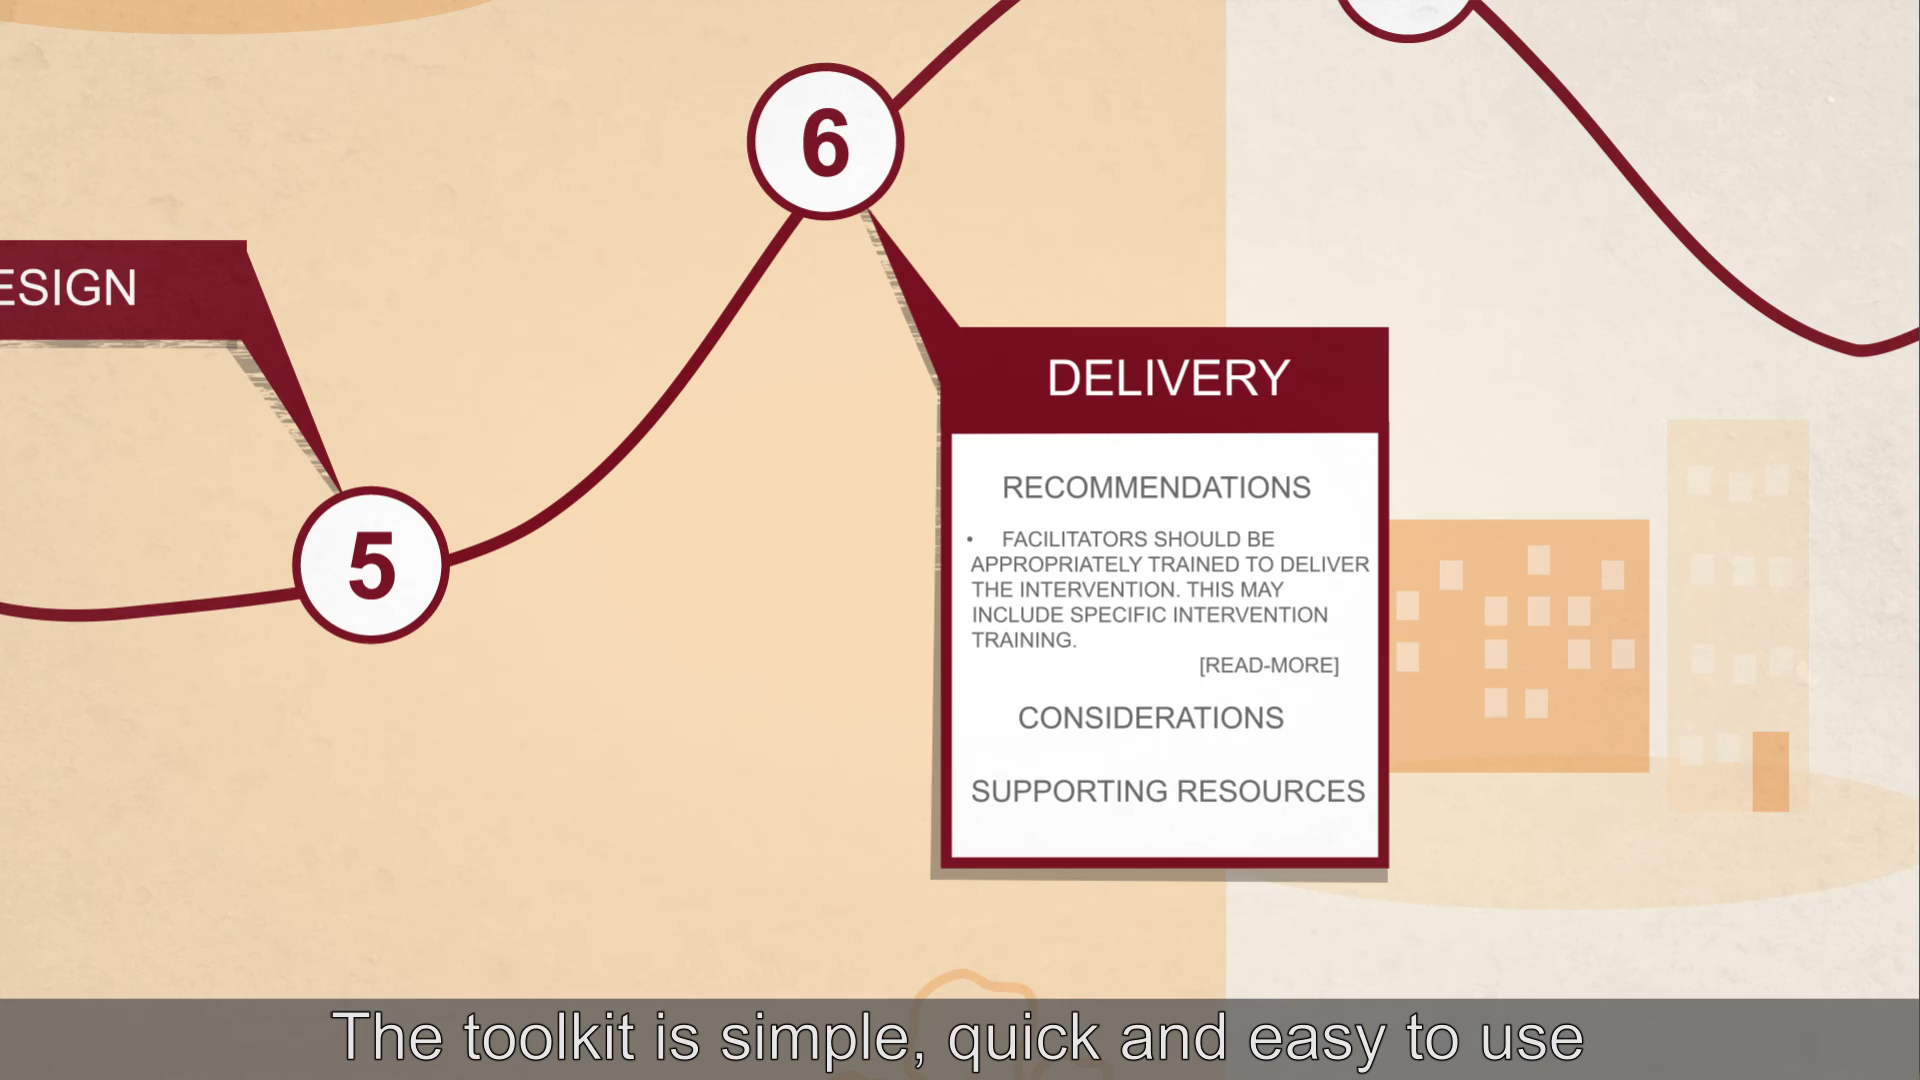 6
ESIGN
5
DELIVERY
RECOMMENDATIONS
• FACILITATORS SHOULD BE
APPROPRIATELY TRAINED TO DELIVER
THE INTERVENTION. THIS MAY
INCLUDE SPECIFIC INTERVENTION
TRAINING.
[READ-MORE]
CONSIDERATIONS
SUPPORTING RESOURCES
The toolkit is simple, quick and easy to use